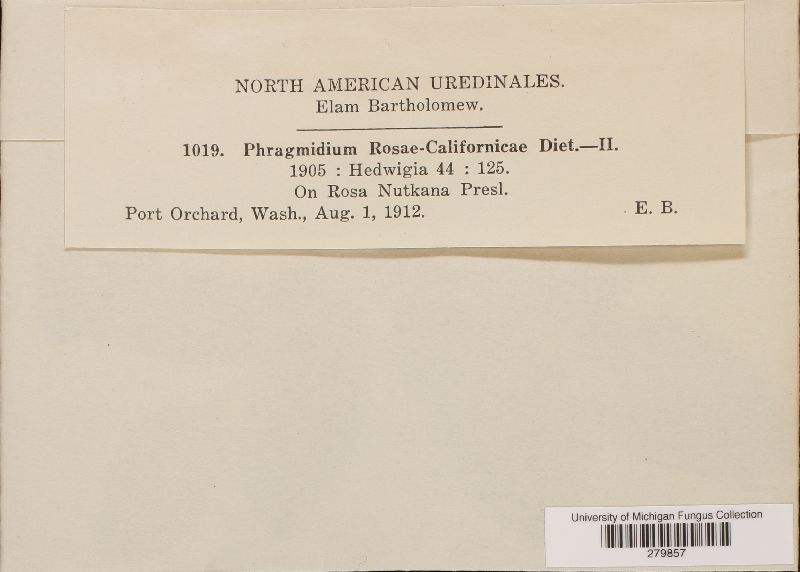 NORTH AMERICAN UREDINALES.
Elam Bartholomew.
1019. Phragmidium Rosae-Californicae Diet.—II.
1905 : Hedwigia 44 : 125.
On Rosa Nutkana Presl.
Port Orchard, Wash., Aug. 1, 1912. E. B.
University of Michigan Fungus Collection
279857